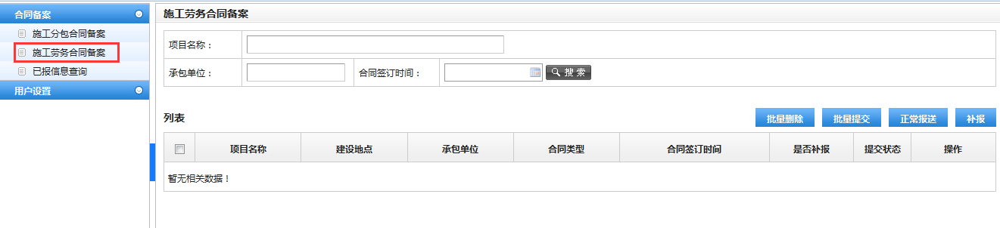 合同备案
施工分包合同备案
施工劳务合同备案
已报信息查询
用户设置
施工劳务合同备案
项目名称：
承包单位： 合同签订时间： 搜 索
列表 批量删除 批量提交 正常报送 补报
项目名称 建设地点 承包单位 合同类型 合同签订时间 是否补报 提交状态 操作
暂无相关数据！